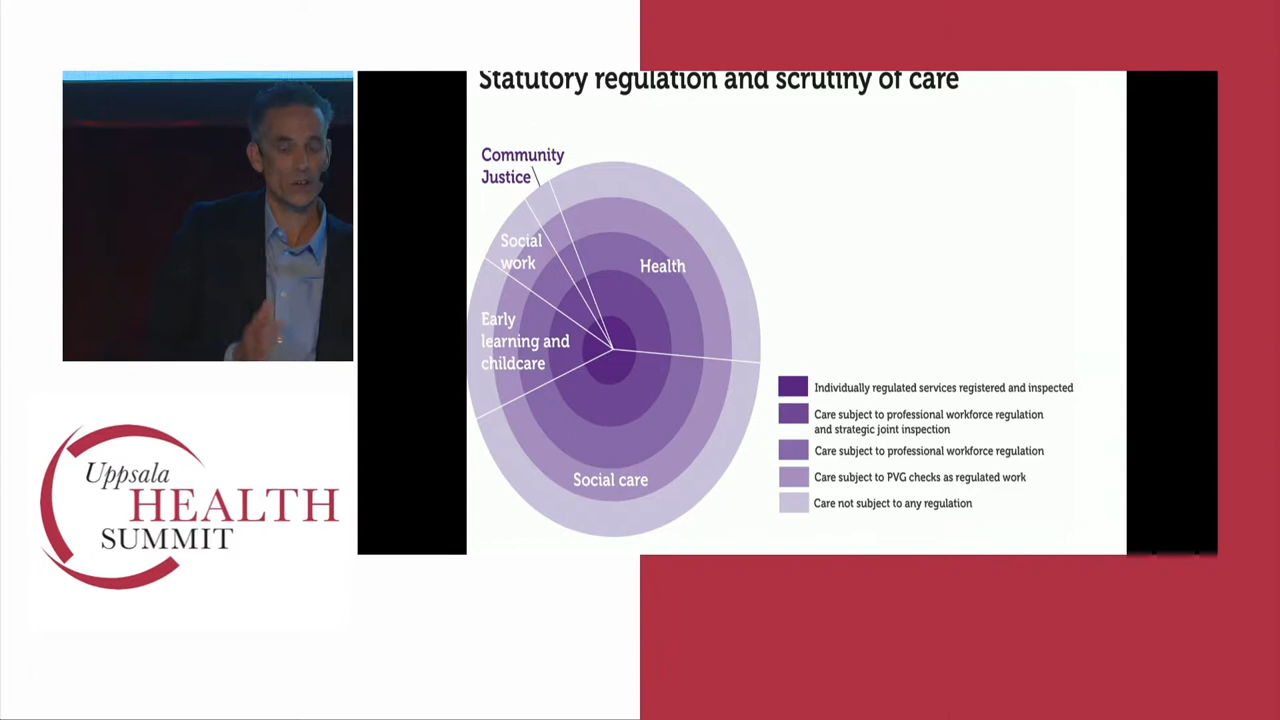 Statutory regulation and scrutiny of care
Community
Justice
Social
work
Health
Early
learning and
childcare
Social care
Individually regulated services registered and inspected
Care subject to professional workforce regulation
and strategic joint inspection
Care subject to professional workforce regulation
Care subject to PVG checks as regulated work
Care not subject to any regulation
Uppsala
HEALTH
SUMMIT